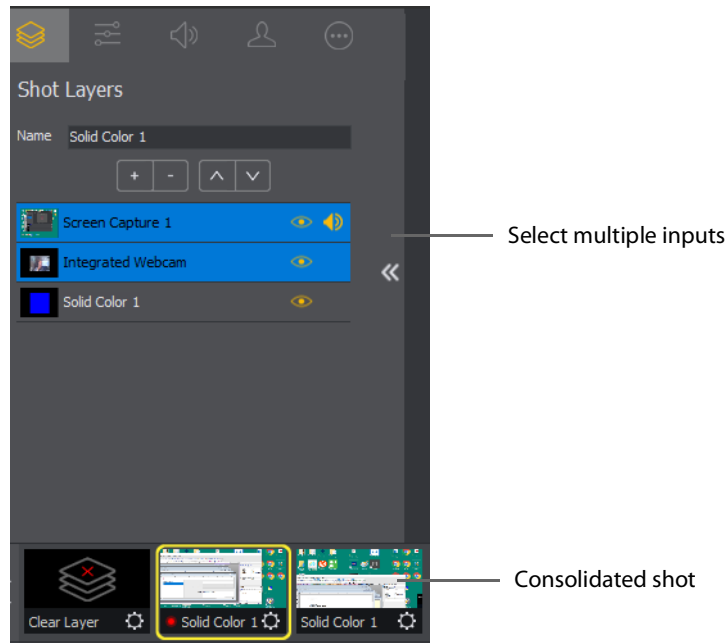 Shot Layers
Name Solid Color 1
+ -
Screen Capture 1
Select multiple inputs
Integrated Webcam
Solid Color 1
Consolidated shot
Clear Layer
Solid Color 1
Solid Color 1